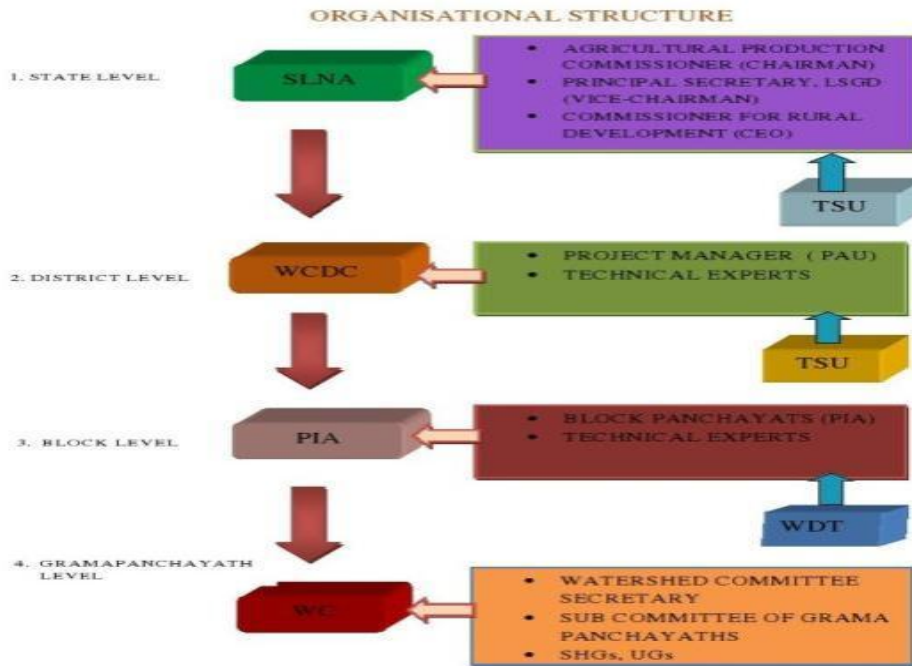 ORGANISATIONAL STRUCTURE
1. STATE LEVEL
SLNA
• AGRICULTURAL PRODUCTION
COMMISSIONER (CHAIRMAN)
• PRINCIPAL SECRETARY, LSGD
(VICE-CHAIRMAN)
• COMMISSIONER FOR RURAL
DEVELOPMENT (CEO)
TSU
2. DISTRICT LEVEL
WCDC
• PROJECT MANAGER ( PAU)
• TECHNICAL EXPERTS
TSU
3. BLOCK LEVEL
PIA
• BLOCK PANCHAYATS (PIA)
• TECHNICAL EXPERTS
WDT
4. GRAMAPANCHAYATH
LEVEL
WC
• WATERSHED COMMITTEE
SECRETARY
• SUB COMMITTEE OF GRAMA
PANCHAYATHS
• SHGs, UGs